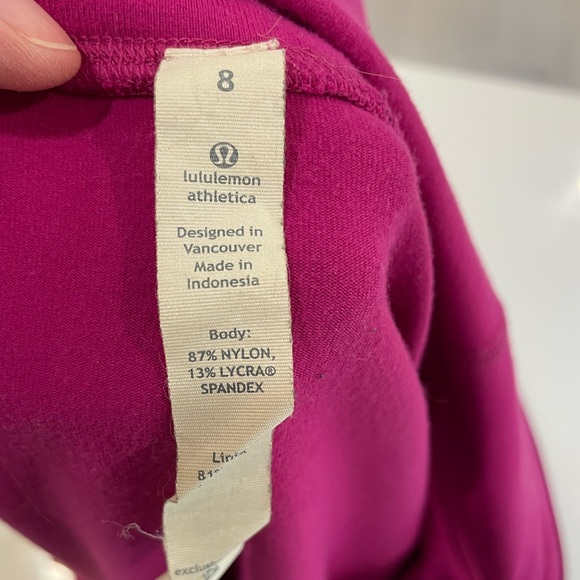 8
lululemon
athletica
Designed in
Vancouver
Made in
Indonesia
Body:
87% NYLON,
13% LYCRA®
SPANDEX